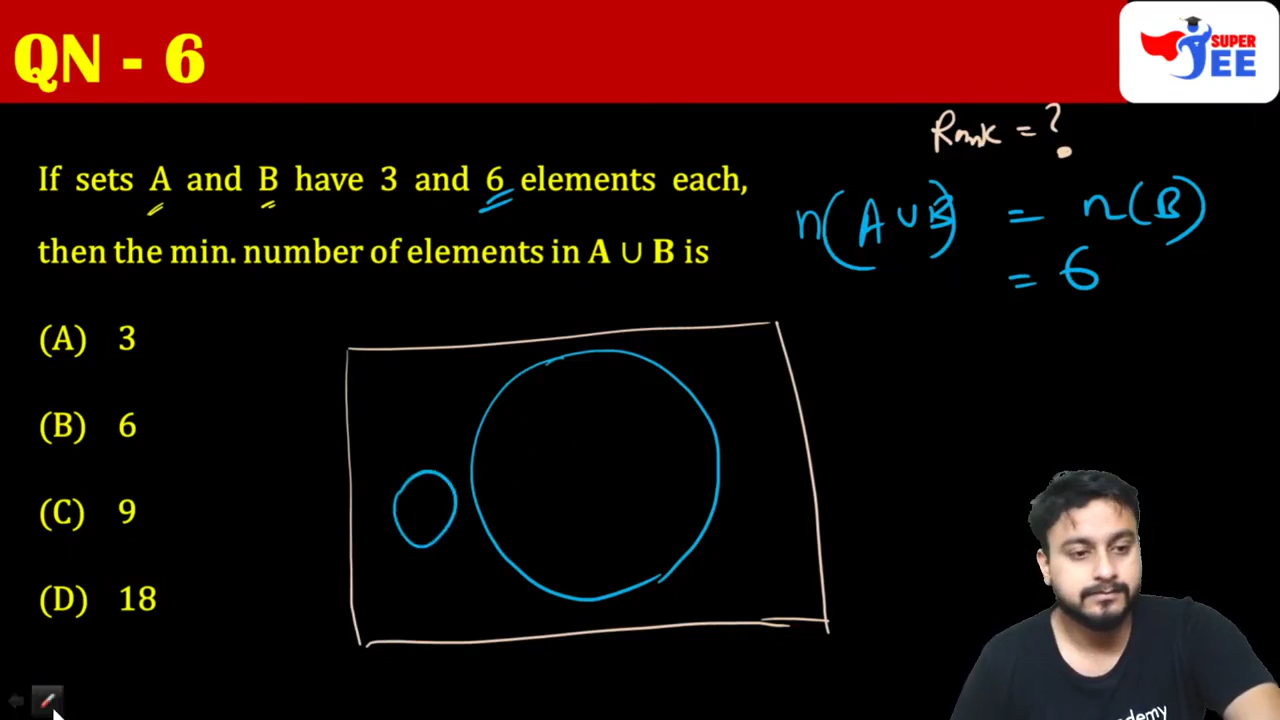 QN - 6
SUPER
JEE
Rank = ?
If sets A and B have 3 and 6 elements each,
then the min. number of elements in A ∪ B is
n(A ∪ B) = n(B)
= 6
(A) 3
(B) 6
(C) 9
(D) 18